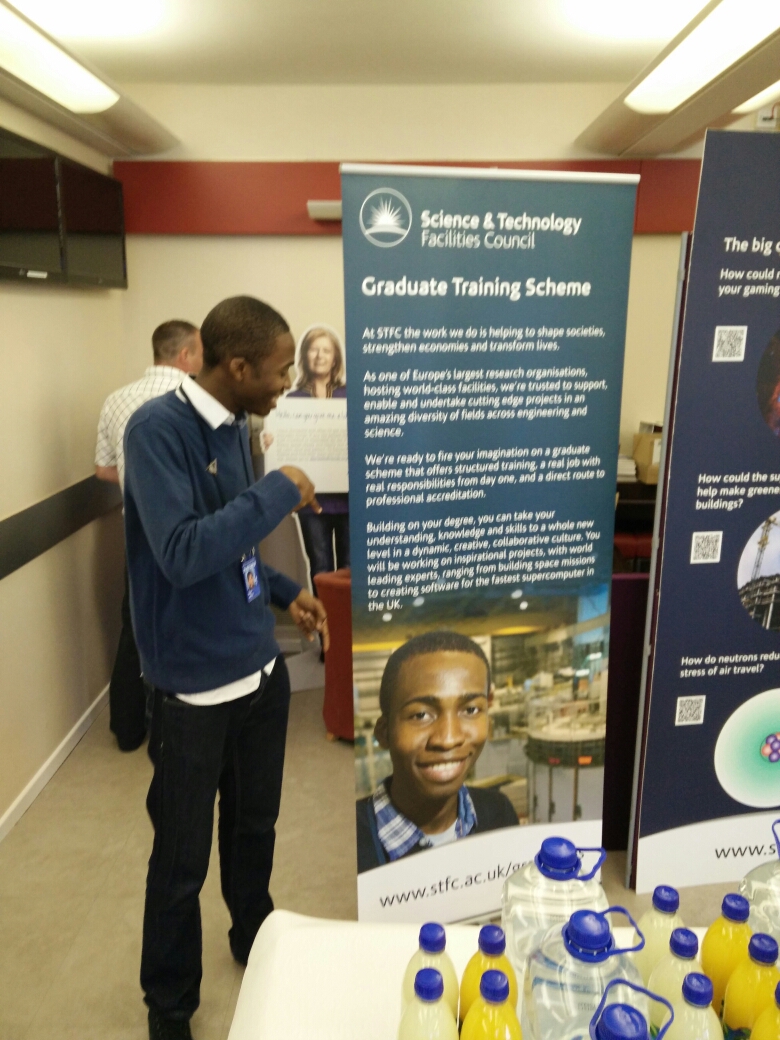 Science & Technology
Facilities Council
Graduate Training Scheme
At STFC the work we do is helping to shape societies,
strengthen economies and transform lives.
As one of Europe's largest research organisations,
hosting world-class facilities, we're trusted to support,
enable and undertake cutting edge projects in an
amazing diversity of fields across engineering and
science.
We're ready to fire your imagination on a graduate
scheme that offers structured training, a real job with
real responsibilities from day one, and a direct route to
professional accreditation.
Building on your degree, you can take your
understanding, knowledge and skills to a whole new
level in a dynamic, creative, collaborative culture. You
will be working on inspirational projects, with world
leading experts, ranging from building space missions
to creating software for the fastest supercomputer in
the UK.
www.stfc.ac.uk/gr
The big
How could
your gaming
How could the su
help make greene
buildings?
How do neutrons redu
stress of air travel?
www.s